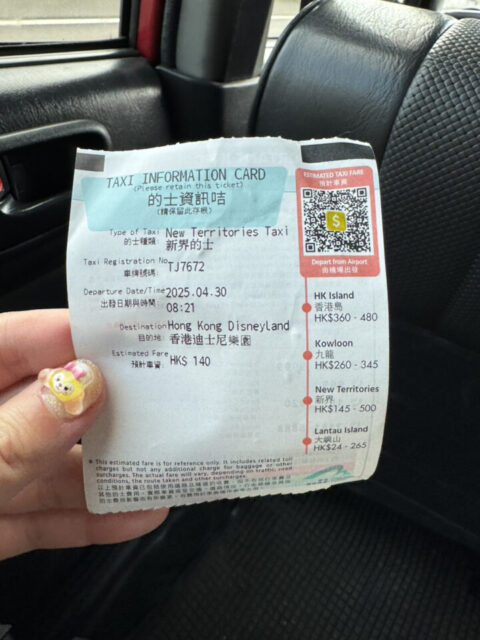 TAXI INFORMATION CARD
(Please retain this ticket)
的士資訊咭
(請保留此存根)
Type of Taxi New Territories Taxi
的士種類: 新界的士
Taxi Registration No.
車牌號碼: TJ7672
Departure Date/Time 2025.04.30
出發日期與時間: 08:21
Destination Hong Kong Disneyland
目的地: 香港迪士尼樂園
Estimated Fare
預計車資: HK$ 140
* This estimated fare is for reference only. It includes related toll
charges but not any additional charge for baggage or other
surcharges. The actual fare will vary, depending on traffic, road
conditions, the route taken and other surcharges.
ESTIMATED TAXI FARE
預計車資
$
Depart from Airport
由機場出發
HK Island
香港島
HK$360 - 480
Kowloon
九龍
HK$260 - 345
New Territories
新界
HK$145 - 500
Lantau Island
大嶼山
HK$24 - 265